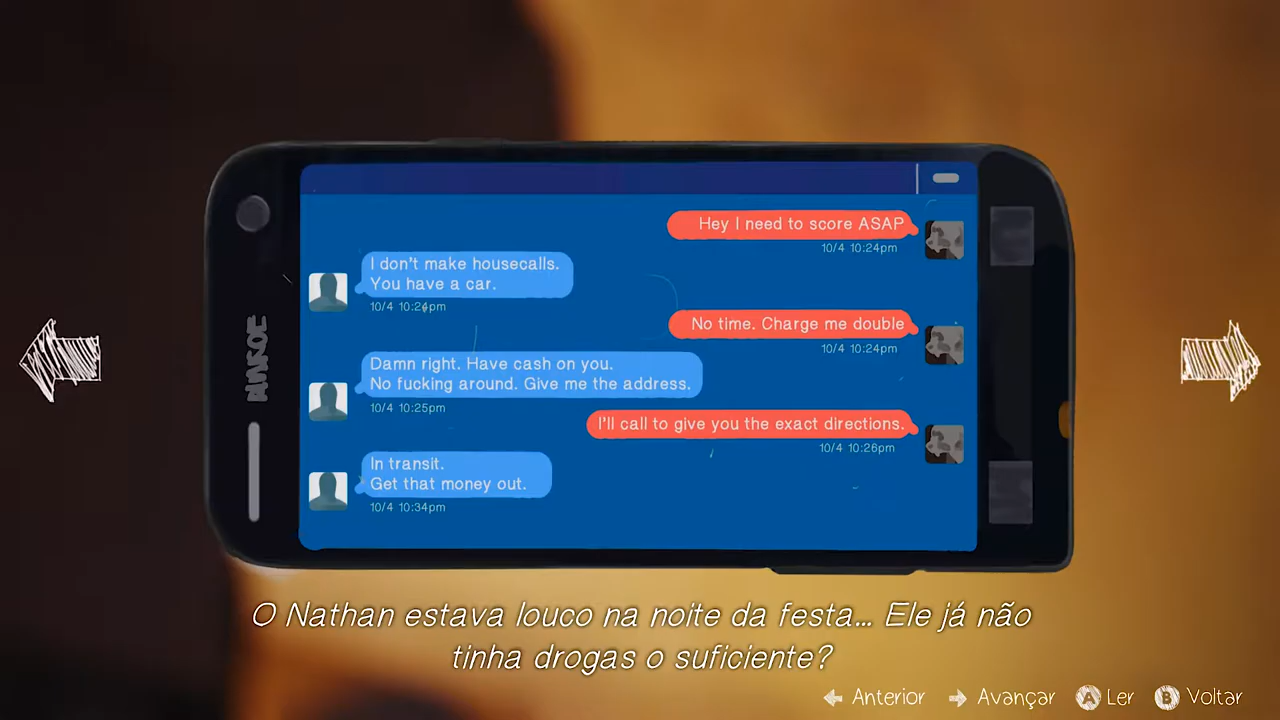 Hey I need to score ASAP
10/4 10:24pm
I don't make housecalls.
You have a car.
10/4 10:24pm
No time. Charge me double
10/4 10:24pm
Damn right. Have cash on you.
No fucking around. Give me the address.
10/4 10:25pm
I'll call to give you the exact directions.
10/4 10:26pm
In transit.
Get that money out.
10/4 10:34pm
O Nathan estava louco na noite da festa... Ele já não
tinha drogas o suficiente?
Anterior Avançar A Ler B Voltar